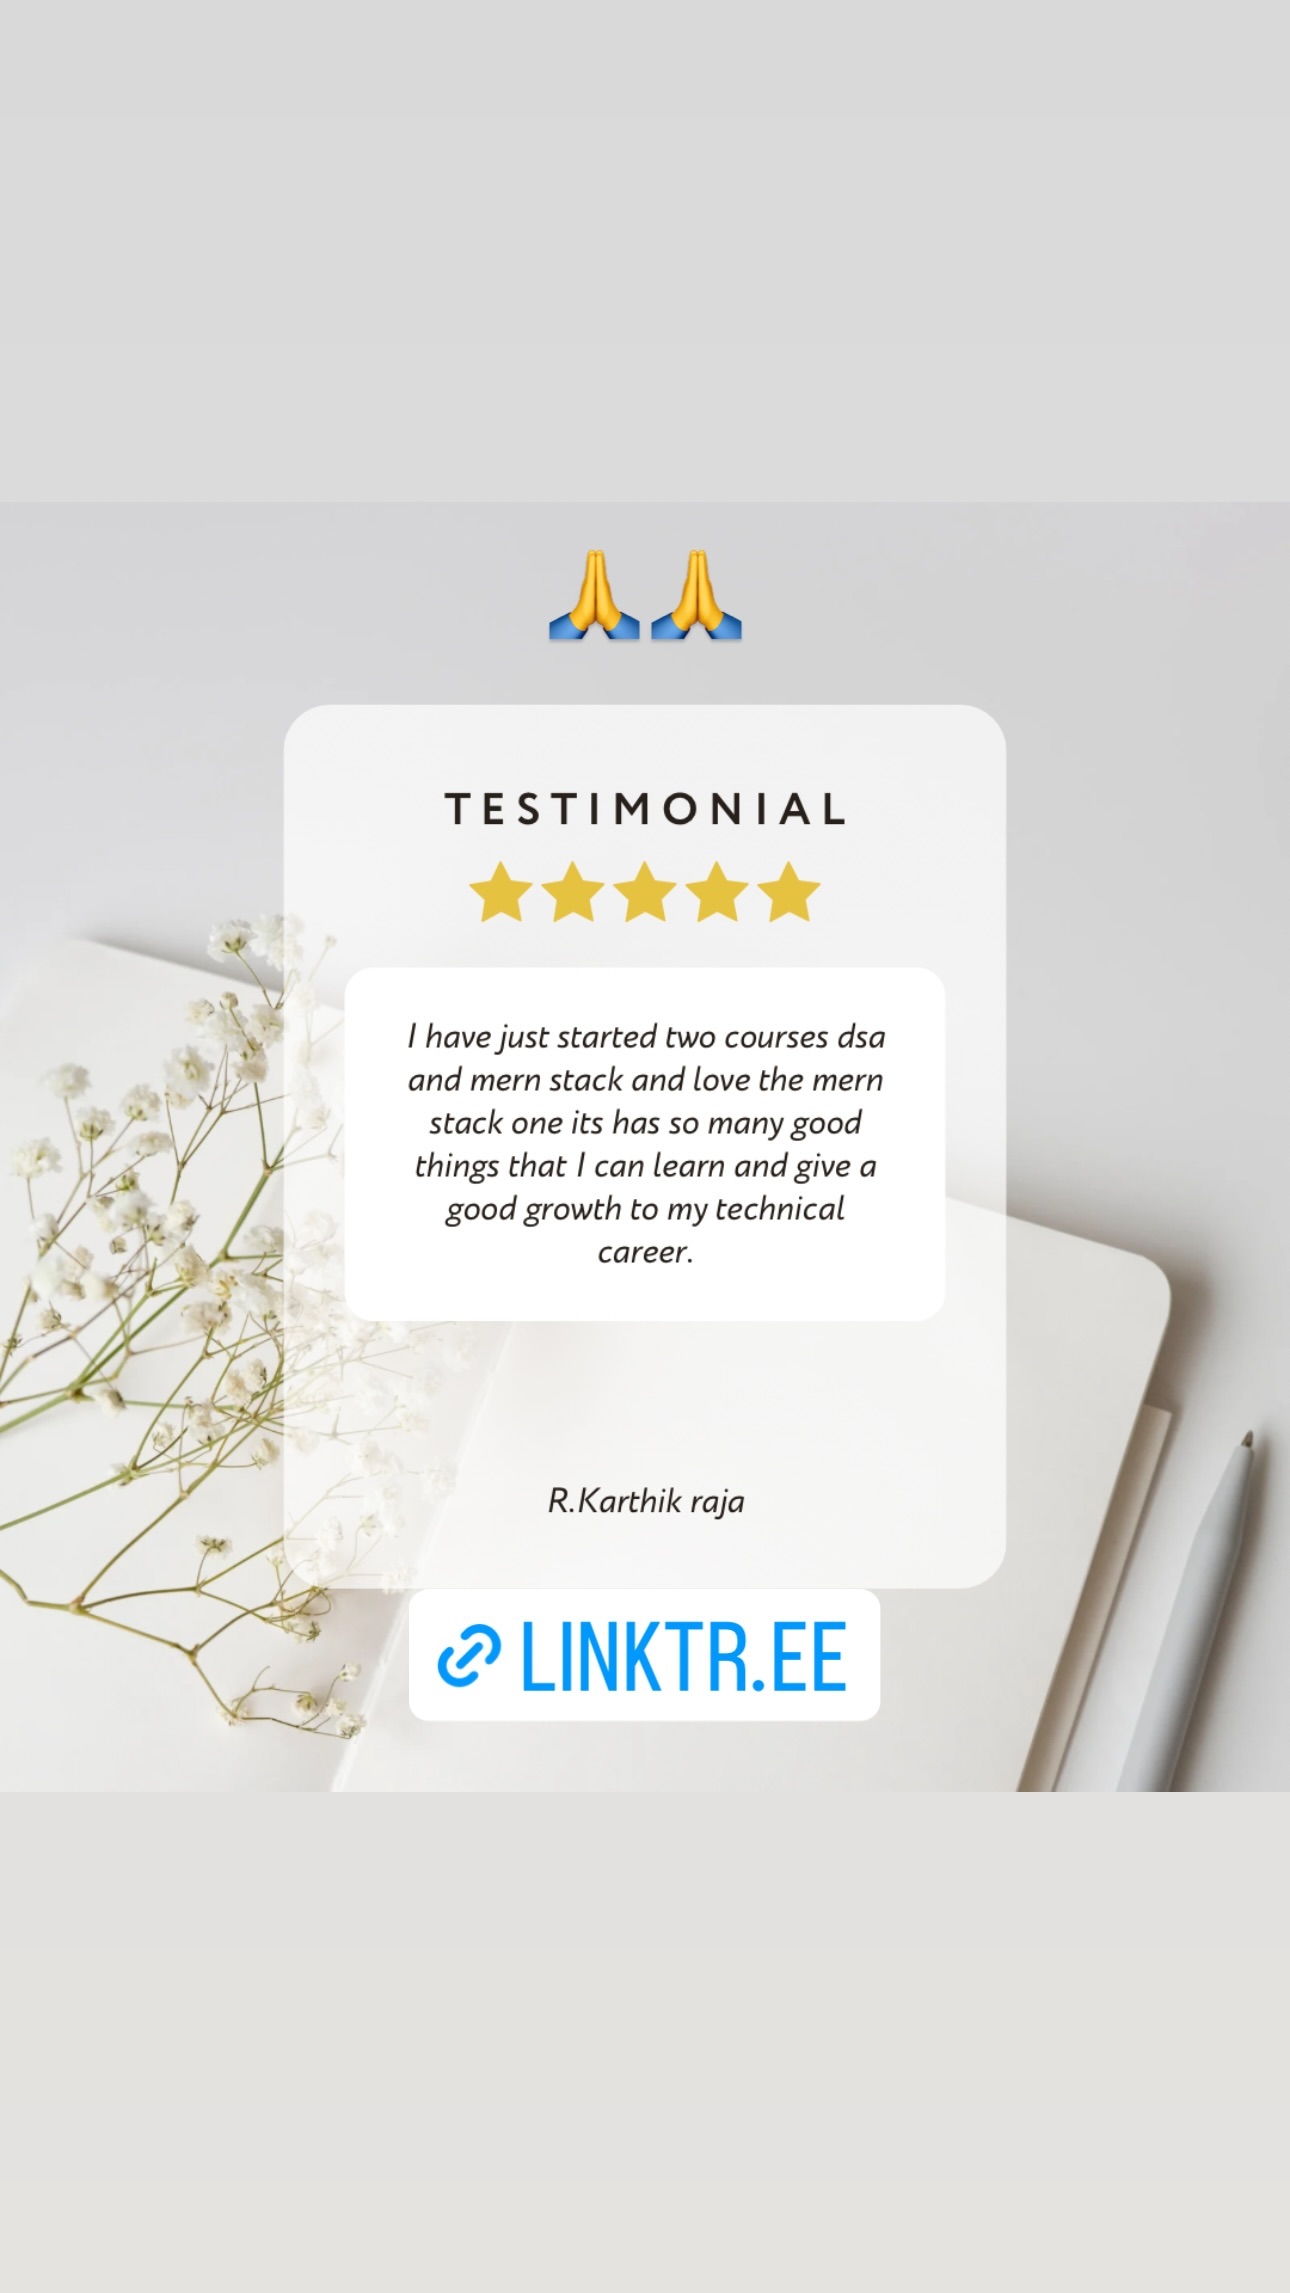 🙏🙏
TESTIMONIAL
I have just started two courses dsa
and mern stack and love the mern
stack one its has so many good
things that I can learn and give a
good growth to my technical
career.
R.Karthik raja
LINKTR.EE